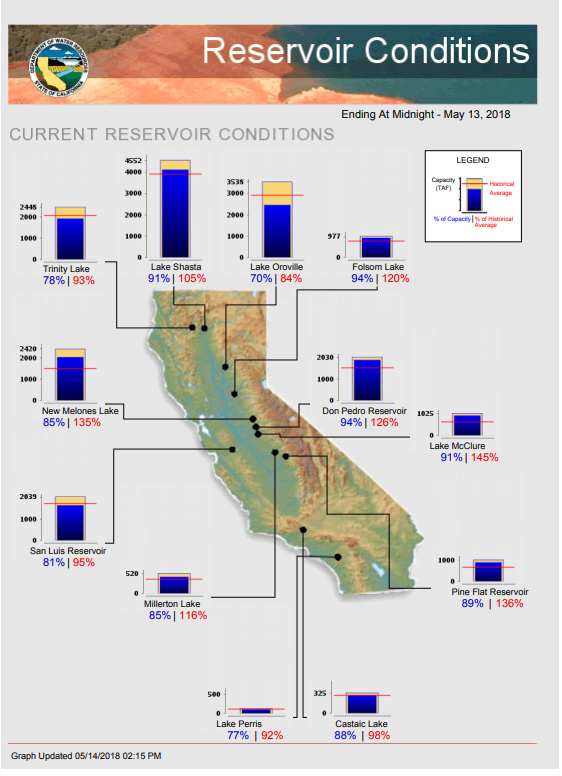 DEPARTMENT OF WATER RESOURCES
STATE OF CALIFORNIA
Reservoir Conditions
Ending At Midnight - May 13, 2018
CURRENT RESERVOIR CONDITIONS
LEGEND
Capacity
(TAF)
Historical
Average
% of Capacity | % of Historical
Average
2445
2000
1000
0
Trinity Lake
78% | 93%
4552
4000
3000
2000
1000
0
Lake Shasta
91% | 105%
3538
3000
2000
1000
0
Lake Oroville
70% | 84%
977
0
Folsom Lake
94% | 120%
2420
2000
1000
0
New Melones Lake
85% | 135%
2030
1000
0
Don Pedro Reservoir
94% | 126%
1025
0
Lake McClure
91% | 145%
2039
1000
0
San Luis Reservoir
81% | 95%
520
0
Millerton Lake
85% | 116%
1000
0
Pine Flat Reservoir
89% | 136%
500
0
Lake Perris
77% | 92%
325
0
Castaic Lake
88% | 98%
Graph Updated 05/14/2018 02:15 PM